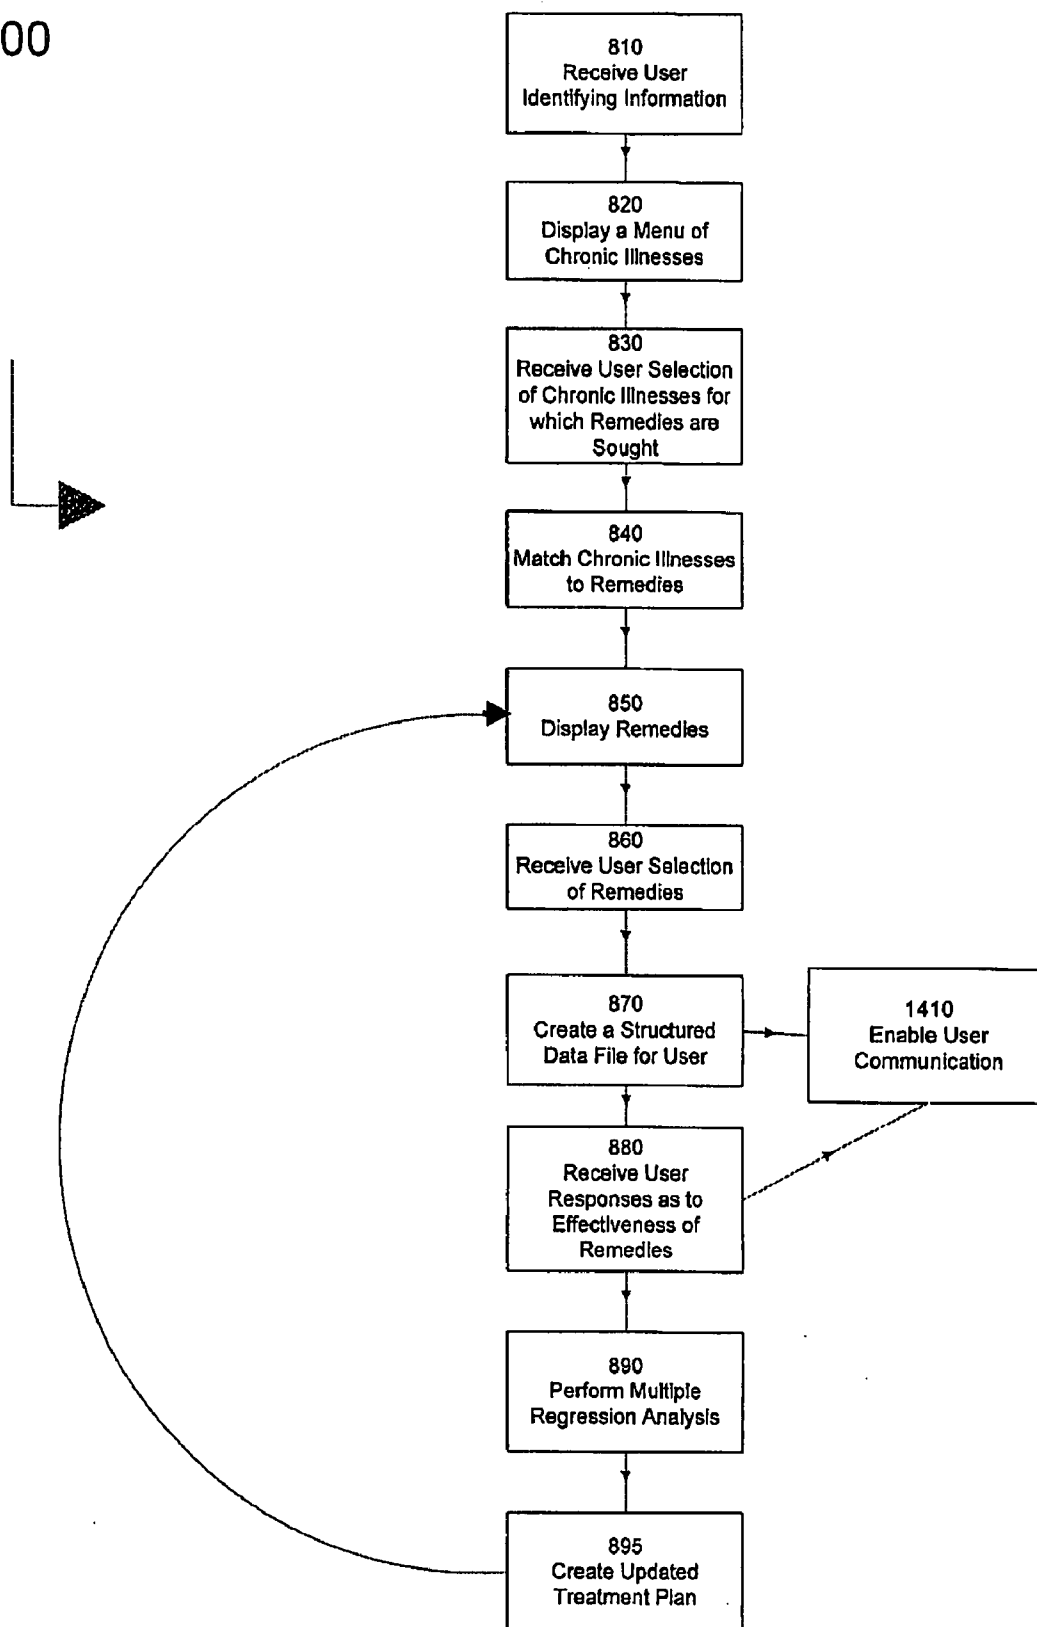 00
810
Receive User
Identifying Information
820
Display a Menu of
Chronic Illnesses
830
Receive User Selection
of Chronic Illnesses for
which Remedies are
Sought
840
Match Chronic Illnesses
to Remedies
850
Display Remedies
860
Receive User Selection
of Remedies
870
Create a Structured
Data File for User
1410
Enable User
Communication
880
Receive User
Responses as to
Effectiveness of
Remedies
890
Perform Multiple
Regression Analysis
895
Create Updated
Treatment Plan